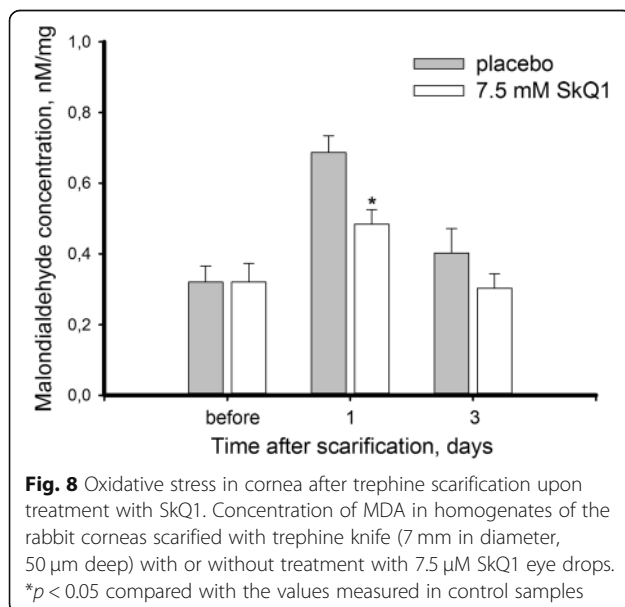 1,0
0,8
0,6
0,4
0,2
0,0
Malondialdehyde concentration, nM/mg
placebo
7.5 mM SkQ1
*
before 1 3
Time after scarification, days
Fig. 8 Oxidative stress in cornea after trephine scarification upon
treatment with SkQ1. Concentration of MDA in homogenates of the
rabbit corneas scarified with trephine knife (7 mm in diameter,
50 μm deep) with or without treatment with 7.5 μM SkQ1 eye drops.
*p < 0.05 compared with the values measured in control samples